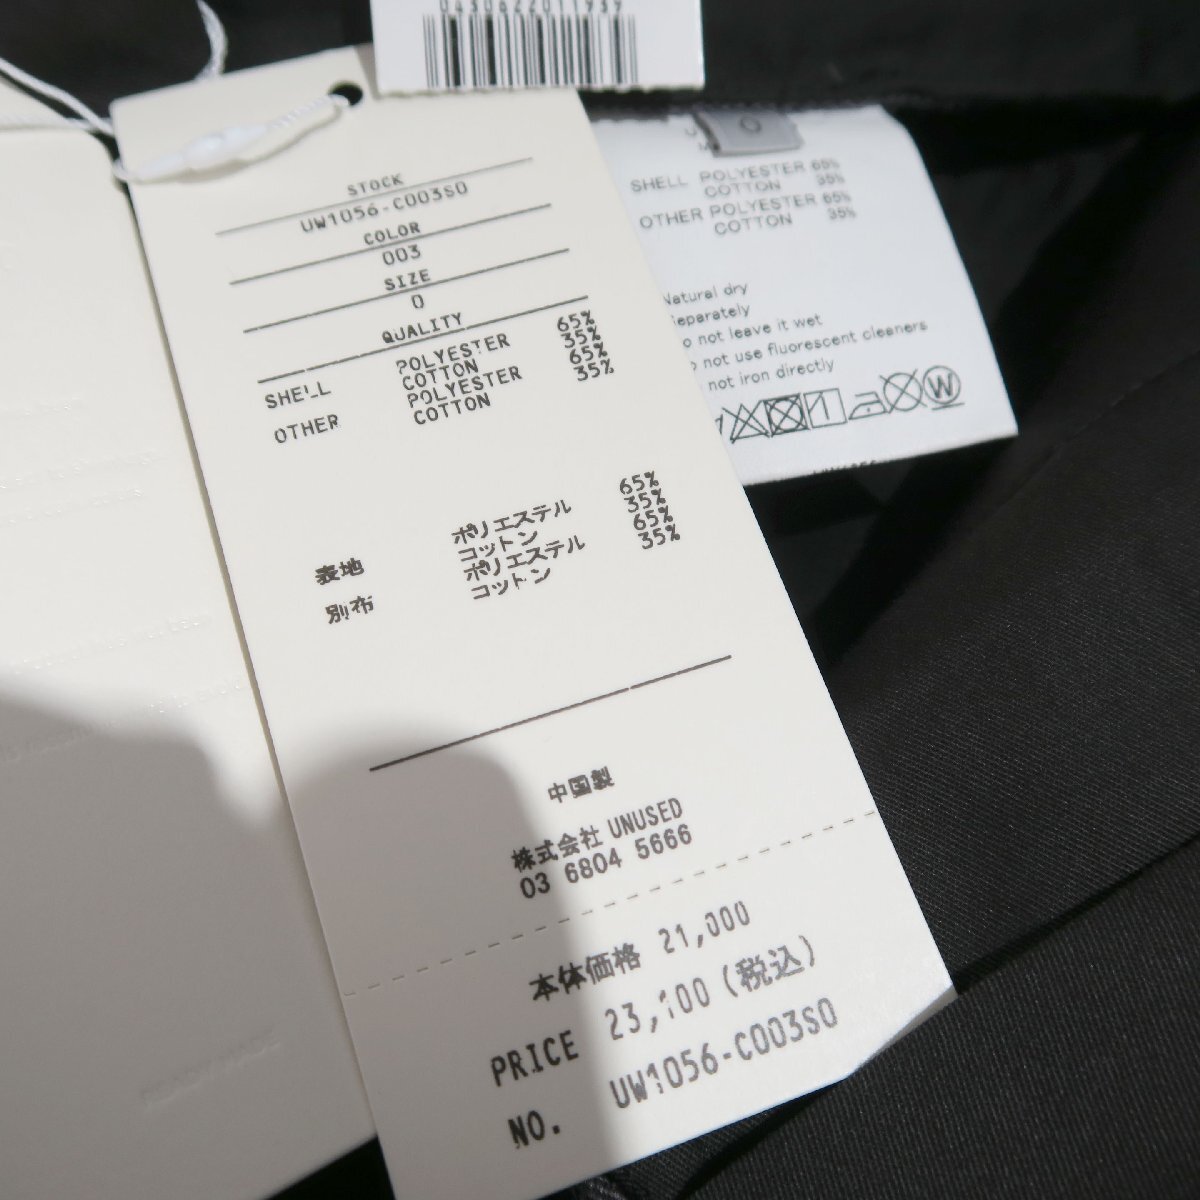 STOCK
UW1056-C003S0
COLOR
003
SIZE
0
QUALITY
SHELL POLYESTER 65%
COTTON 35%
OTHER POLYESTER 65%
COTTON 35%
表地 ポリエステル 65%
コットン 35%
別布 ポリエステル 65%
コットン 35%
中国製
株式会社 UNUSED
03 6804 5666
本体価格 21,000
PRICE 23,100 (税込)
NO. UW1056-C003S0
0
SHELL POLYESTER 65%
COTTON 35%
OTHER POLYESTER 65%
COTTON 35%
Natural dry
not leave it wet
not use fluorescent cleaners
not iron directly
W